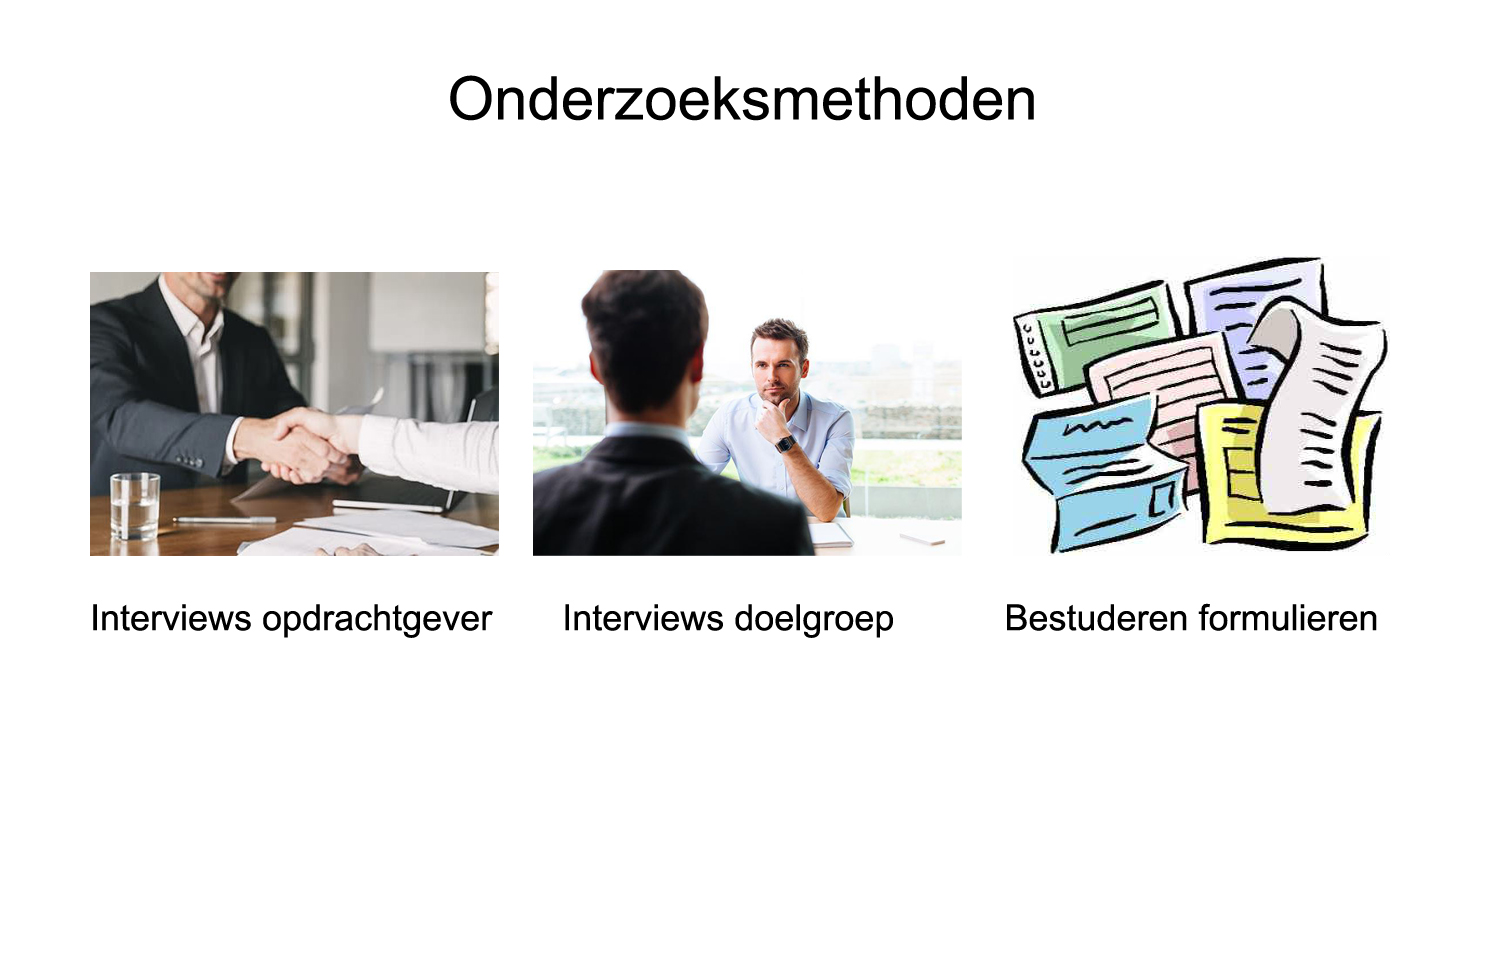 Onderzoeksmethoden
Interviews opdrachtgever
Interviews doelgroep
Bestuderen formulieren